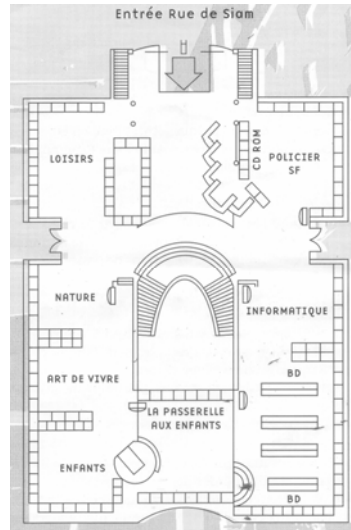 Entrée Rue de Siam
LOISIRS
CD ROM
POLICIER
SF
NATURE
INFORMATIQUE
ART DE VIVRE
BD
LA PASSERELLE
AUX ENFANTS
ENFANTS
BD